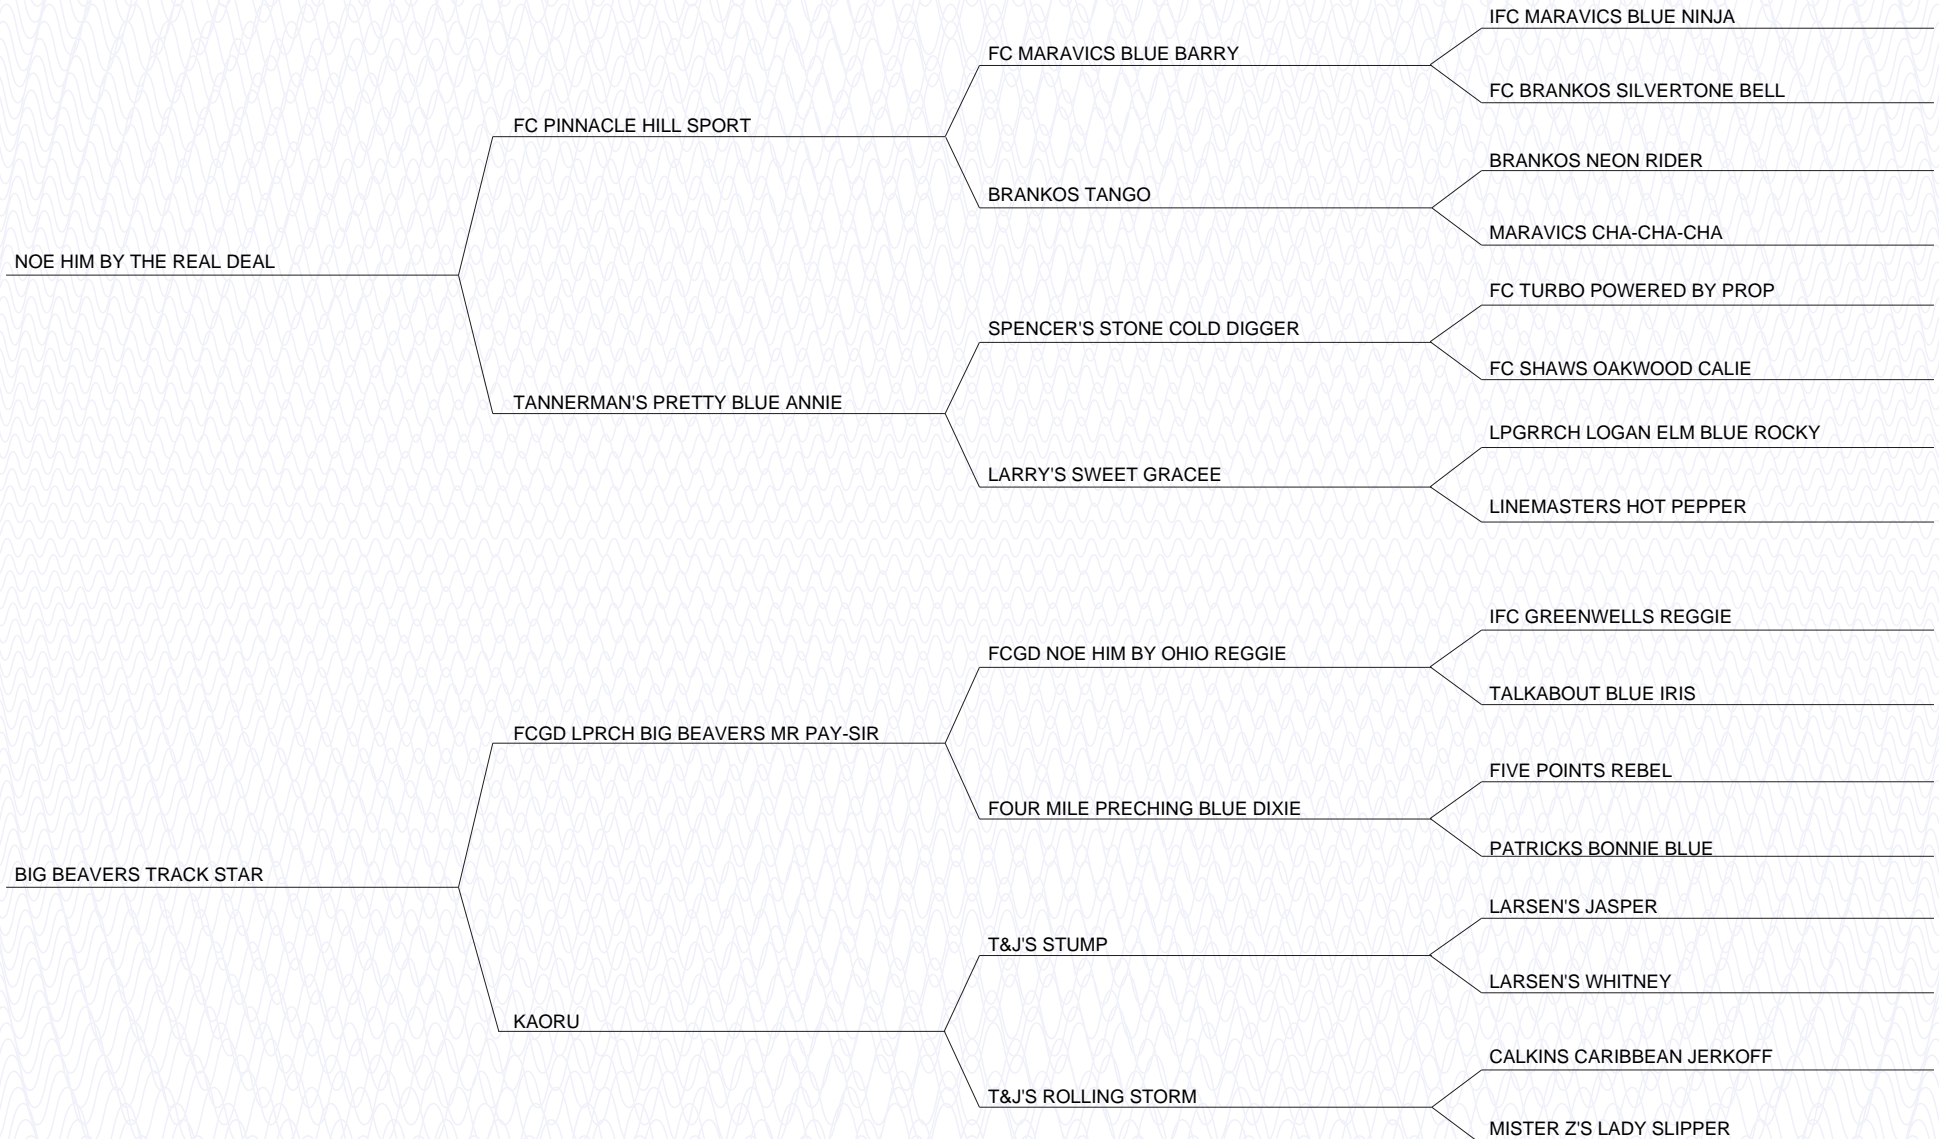 IFC MARAVICS BLUE NINJA
FC MARAVICS BLUE BARRY
FC BRANKOS SILVERTONE BELL
FC PINNACLE HILL SPORT
BRANKOS NEON RIDER
BRANKOS TANGO
MARAVICS CHA-CHA-CHA
NOE HIM BY THE REAL DEAL
FC TURBO POWERED BY PROP
SPENCER'S STONE COLD DIGGER
FC SHAWS OAKWOOD CALIE
TANNERMAN'S PRETTY BLUE ANNIE
LPGRRCH LOGAN ELM BLUE ROCKY
LARRY'S SWEET GRACEE
LINEMASTERS HOT PEPPER
IFC GREENWELLS REGGIE
FCGD NOE HIM BY OHIO REGGIE
TALKABOUT BLUE IRIS
FCGD LPRCH BIG BEAVERS MR PAY-SIR
FIVE POINTS REBEL
FOUR MILE PRECHING BLUE DIXIE
PATRICKS BONNIE BLUE
BIG BEAVERS TRACK STAR
LARSEN'S JASPER
T&J'S STUMP
LARSEN'S WHITNEY
KAORU
CALKINS CARIBBEAN JERKOFF
T&J'S ROLLING STORM
MISTER Z'S LADY SLIPPER